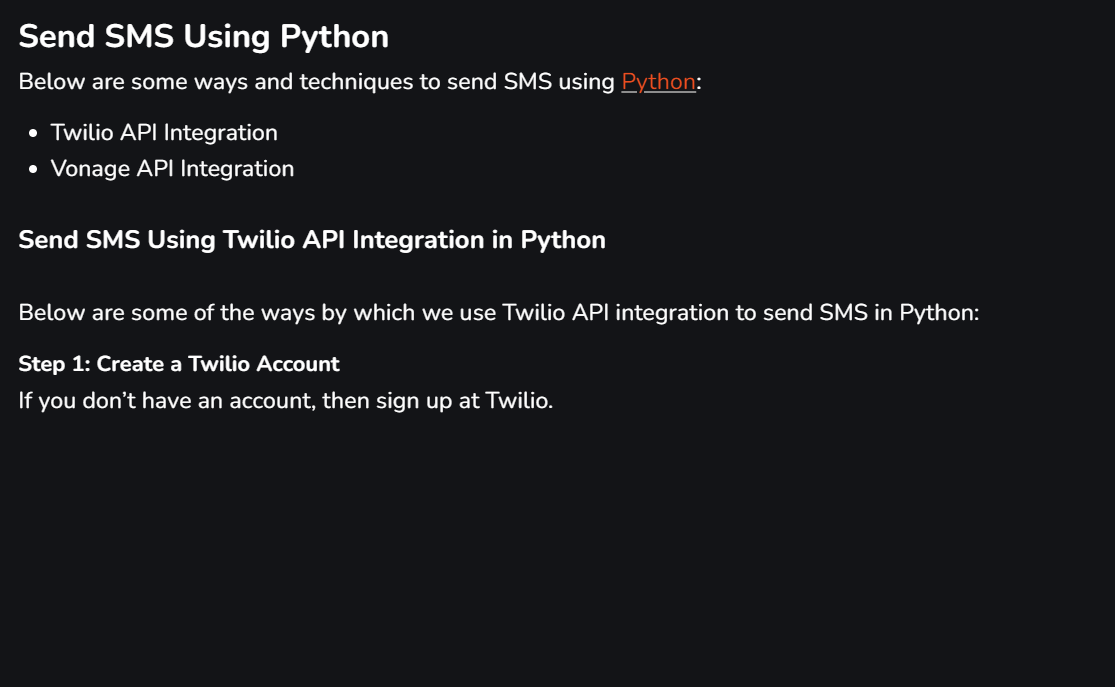 Send SMS Using Python
Below are some ways and techniques to send SMS using Python:
Twilio API Integration
Vonage API Integration
Send SMS Using Twilio API Integration in Python
Below are some of the ways by which we use Twilio API integration to send SMS in Python:
Step 1: Create a Twilio Account
If you don’t have an account, then sign up at Twilio.